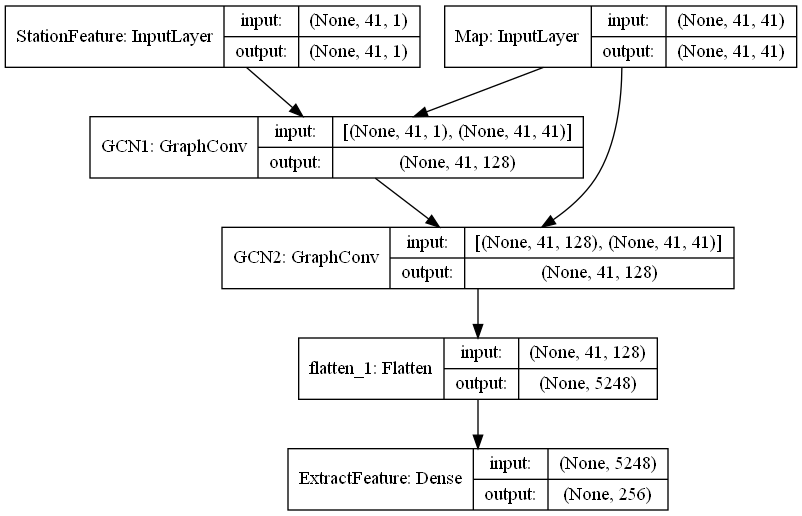 StationFeature: InputLayer
input: (None, 41, 1)
output: (None, 41, 1)
Map: InputLayer
input: (None, 41, 41)
output: (None, 41, 41)
GCN1: GraphConv
input: [(None, 41, 1), (None, 41, 41)]
output: (None, 41, 128)
GCN2: GraphConv
input: [(None, 41, 128), (None, 41, 41)]
output: (None, 41, 128)
flatten_1: Flatten
input: (None, 41, 128)
output: (None, 5248)
ExtractFeature: Dense
input: (None, 5248)
output: (None, 256)